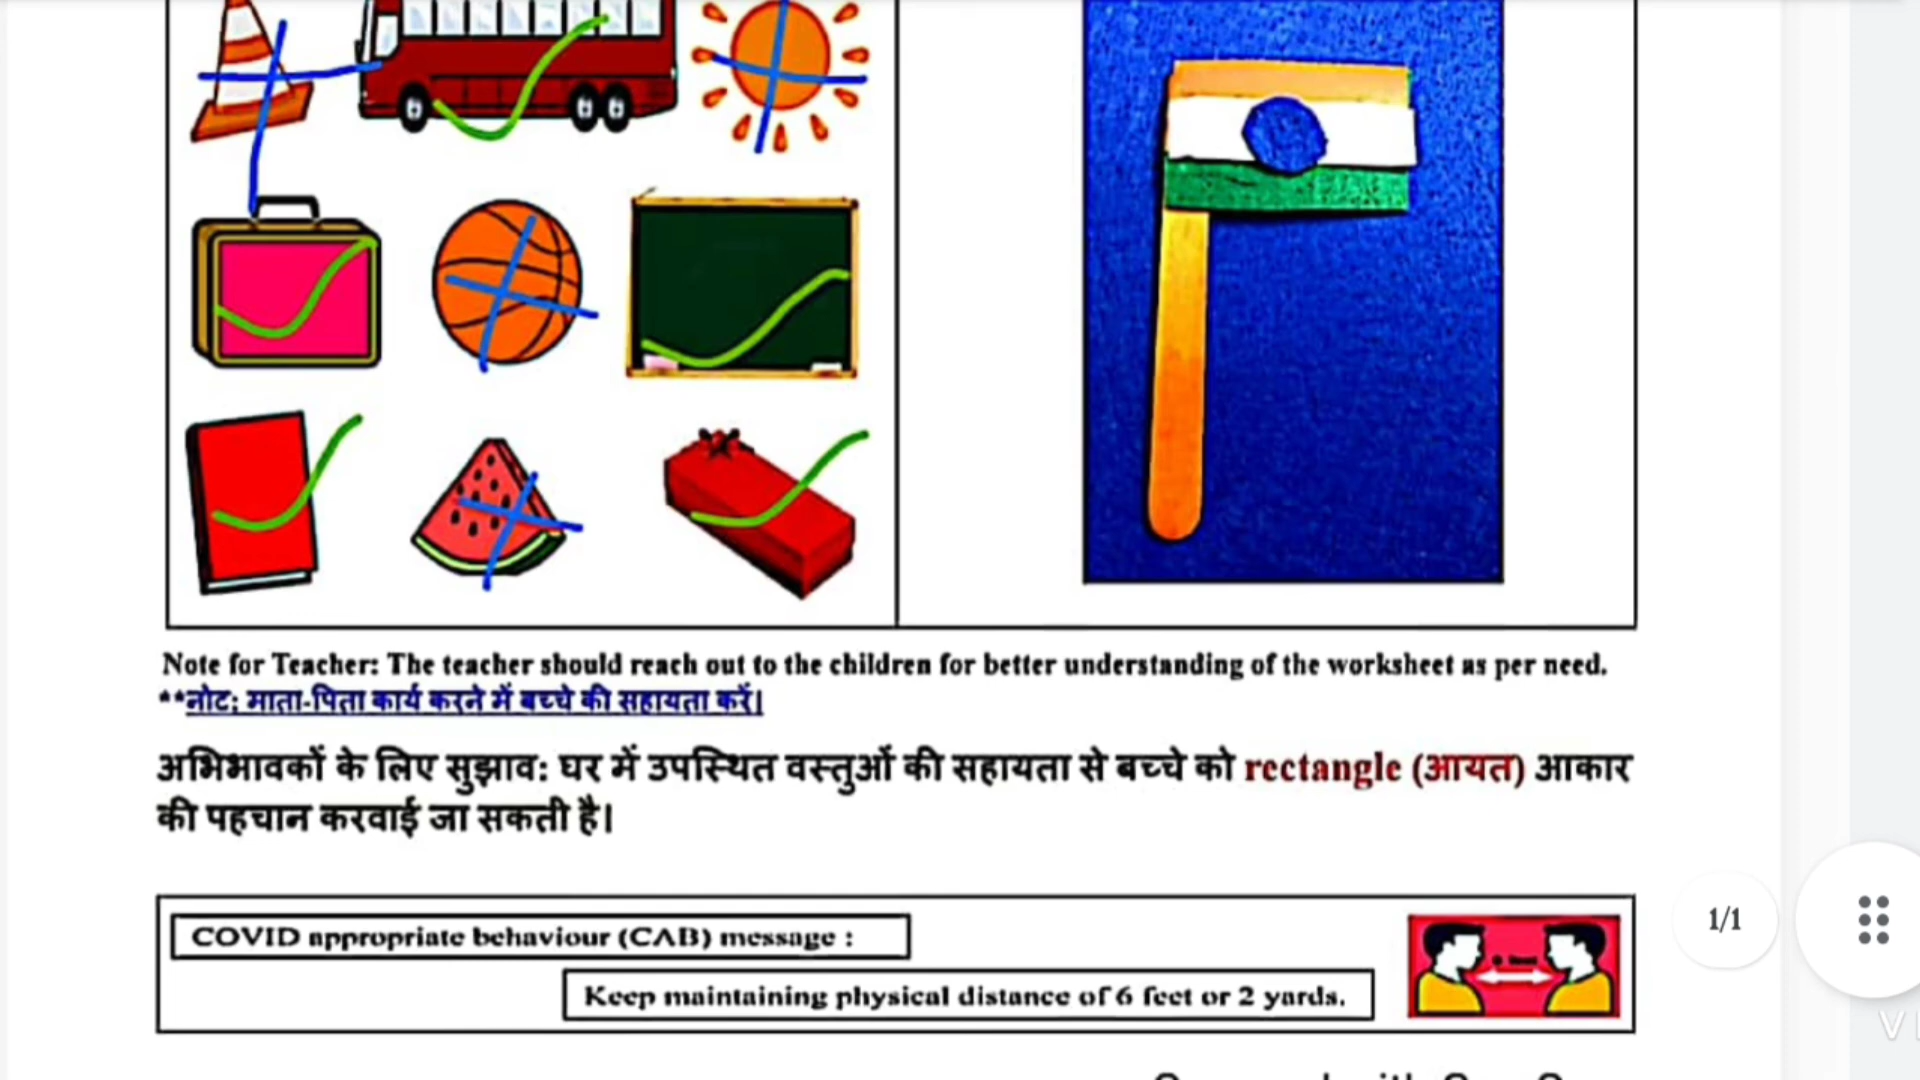 Note for Teacher: The teacher should reach out to the children for better understanding of the worksheet as per need.
**नोट: माता-पिता कार्य करने में बच्चे की सहायता करें|
अभिभावकों के लिए सुझाव: घर में उपस्थित वस्तुओं की सहायता से बच्चे को rectangle (आयत) आकार
की पहचान करवाई जा सकती है|
COVID appropriate behaviour (CAB) message :
Keep maintaining physical distance of 6 feet or 2 yards.
1/1